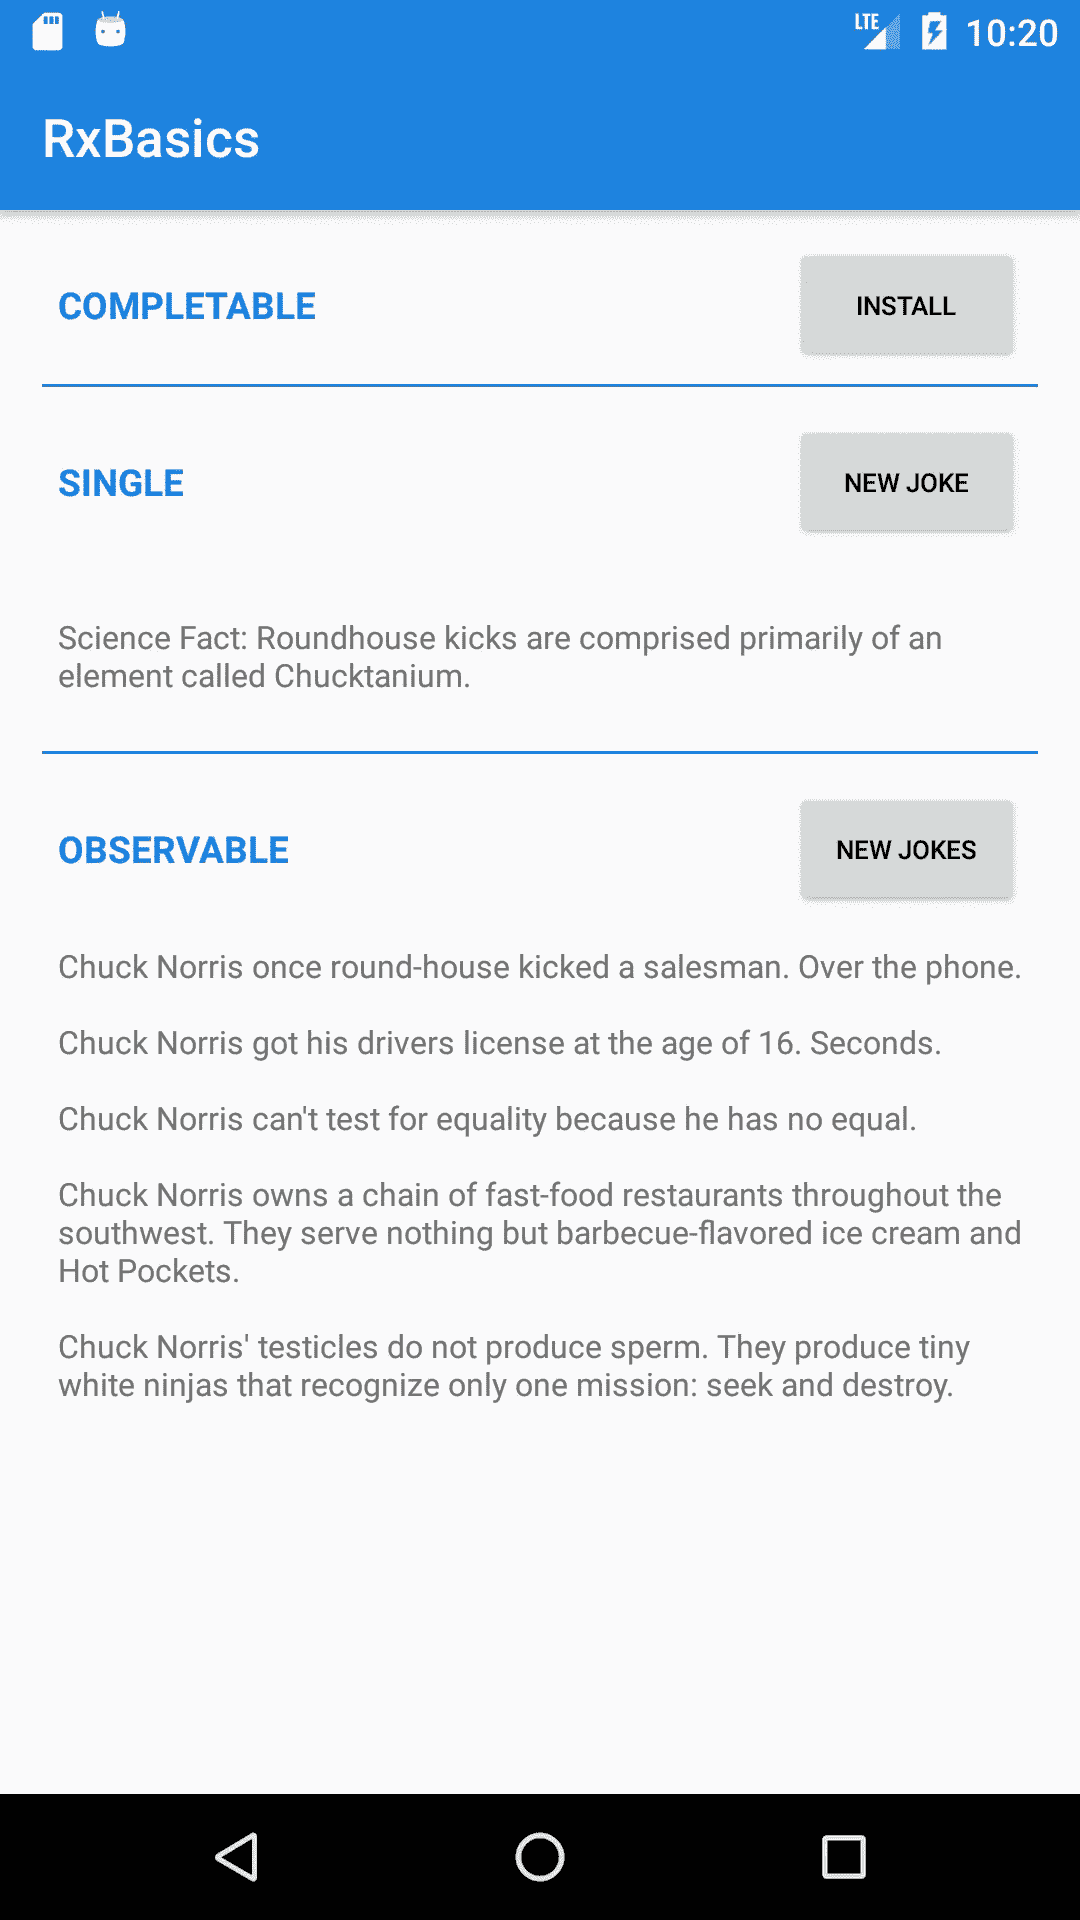 LTE 10:20
RxBasics
COMPLETABLE
INSTALL
SINGLE
NEW JOKE
Science Fact: Roundhouse kicks are comprised primarily of an
element called Chucktanium.
OBSERVABLE
NEW JOKES
Chuck Norris once round-house kicked a salesman. Over the phone.
Chuck Norris got his drivers license at the age of 16. Seconds.
Chuck Norris can't test for equality because he has no equal.
Chuck Norris owns a chain of fast-food restaurants throughout the
southwest. They serve nothing but barbecue-flavored ice cream and
Hot Pockets.
Chuck Norris' testicles do not produce sperm. They produce tiny
white ninjas that recognize only one mission: seek and destroy.